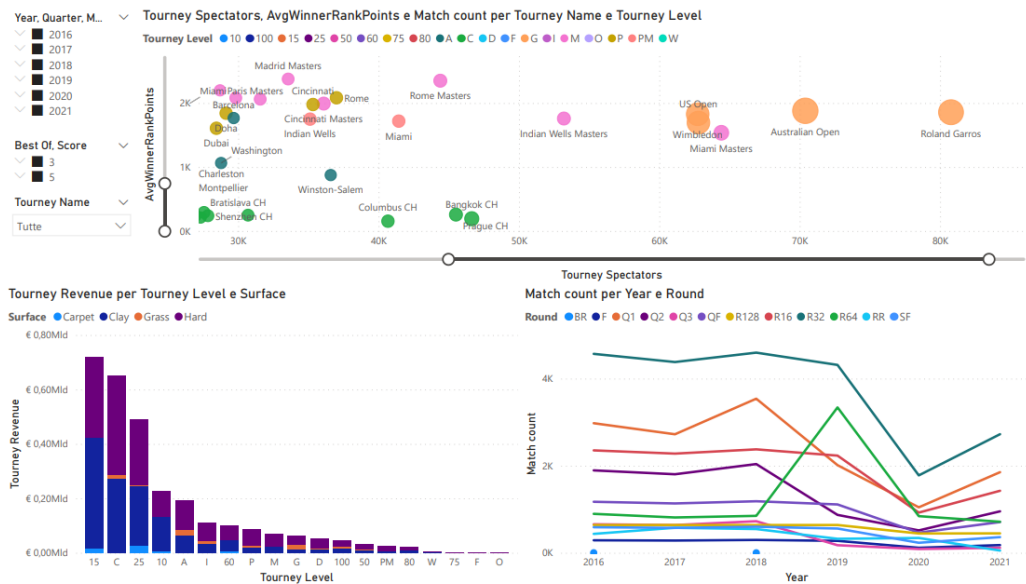 Year, Quarter, M...
2016
2017
2018
2019
2020
2021
Best Of, Score
3
5
Tourney Name
Tutte
Tourney Spectators, AvgWinnerRankPoints e Match count per Tourney Name e Tourney Level
Tourney Level 10 100 15 25 50 60 75 80 A C D F G I M O P PM W
AvgWinnerRankPoints
2K
1K
0K
Madrid Masters
Miami Paris Masters
Cincinnati
Barcelona
Rome
Rome Masters
Cincinnati Masters
Doha
Indian Wells
Miami
Dubai
Washington
Indian Wells Masters
US Open
Wimbledon
Miami Masters
Australian Open
Roland Garros
Charleston
Montpellier
Winston-Salem
Bratislava CH
Shenzhen CH
Columbus CH
Bangkok CH
Prague CH
30K 40K 50K 60K 70K 80K
Tourney Spectators
Tourney Revenue per Tourney Level e Surface
Surface Carpet Clay Grass Hard
Tourney Revenue
€ 0,80Mld
€ 0,60Mld
€ 0,40Mld
€ 0,20Mld
€ 0,00Mld
15 C 25 10 A I 60 P M G D 100 50 PM 80 W 75 F O
Tourney Level
Match count per Year e Round
Round BR F Q1 Q2 Q3 QF R128 R16 R32 R64 RR SF
Match count
4K
2K
0K
2016 2017 2018 2019 2020 2021
Year